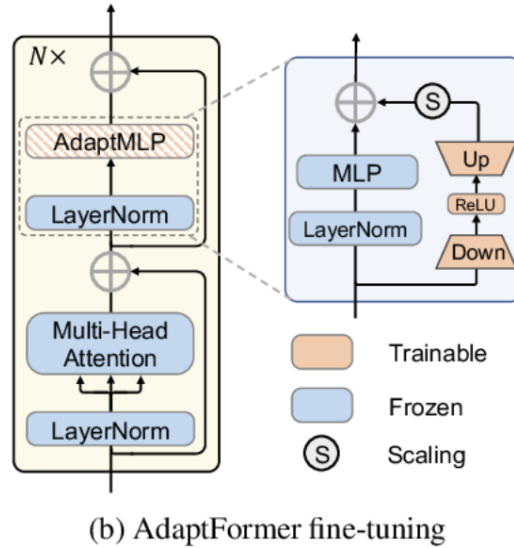 N×
AdaptMLP
LayerNorm
Multi-Head
Attention
LayerNorm
S
Up
MLP
ReLU
LayerNorm
Down
Trainable
Frozen
S
Scaling
(b) AdaptFormer fine-tuning